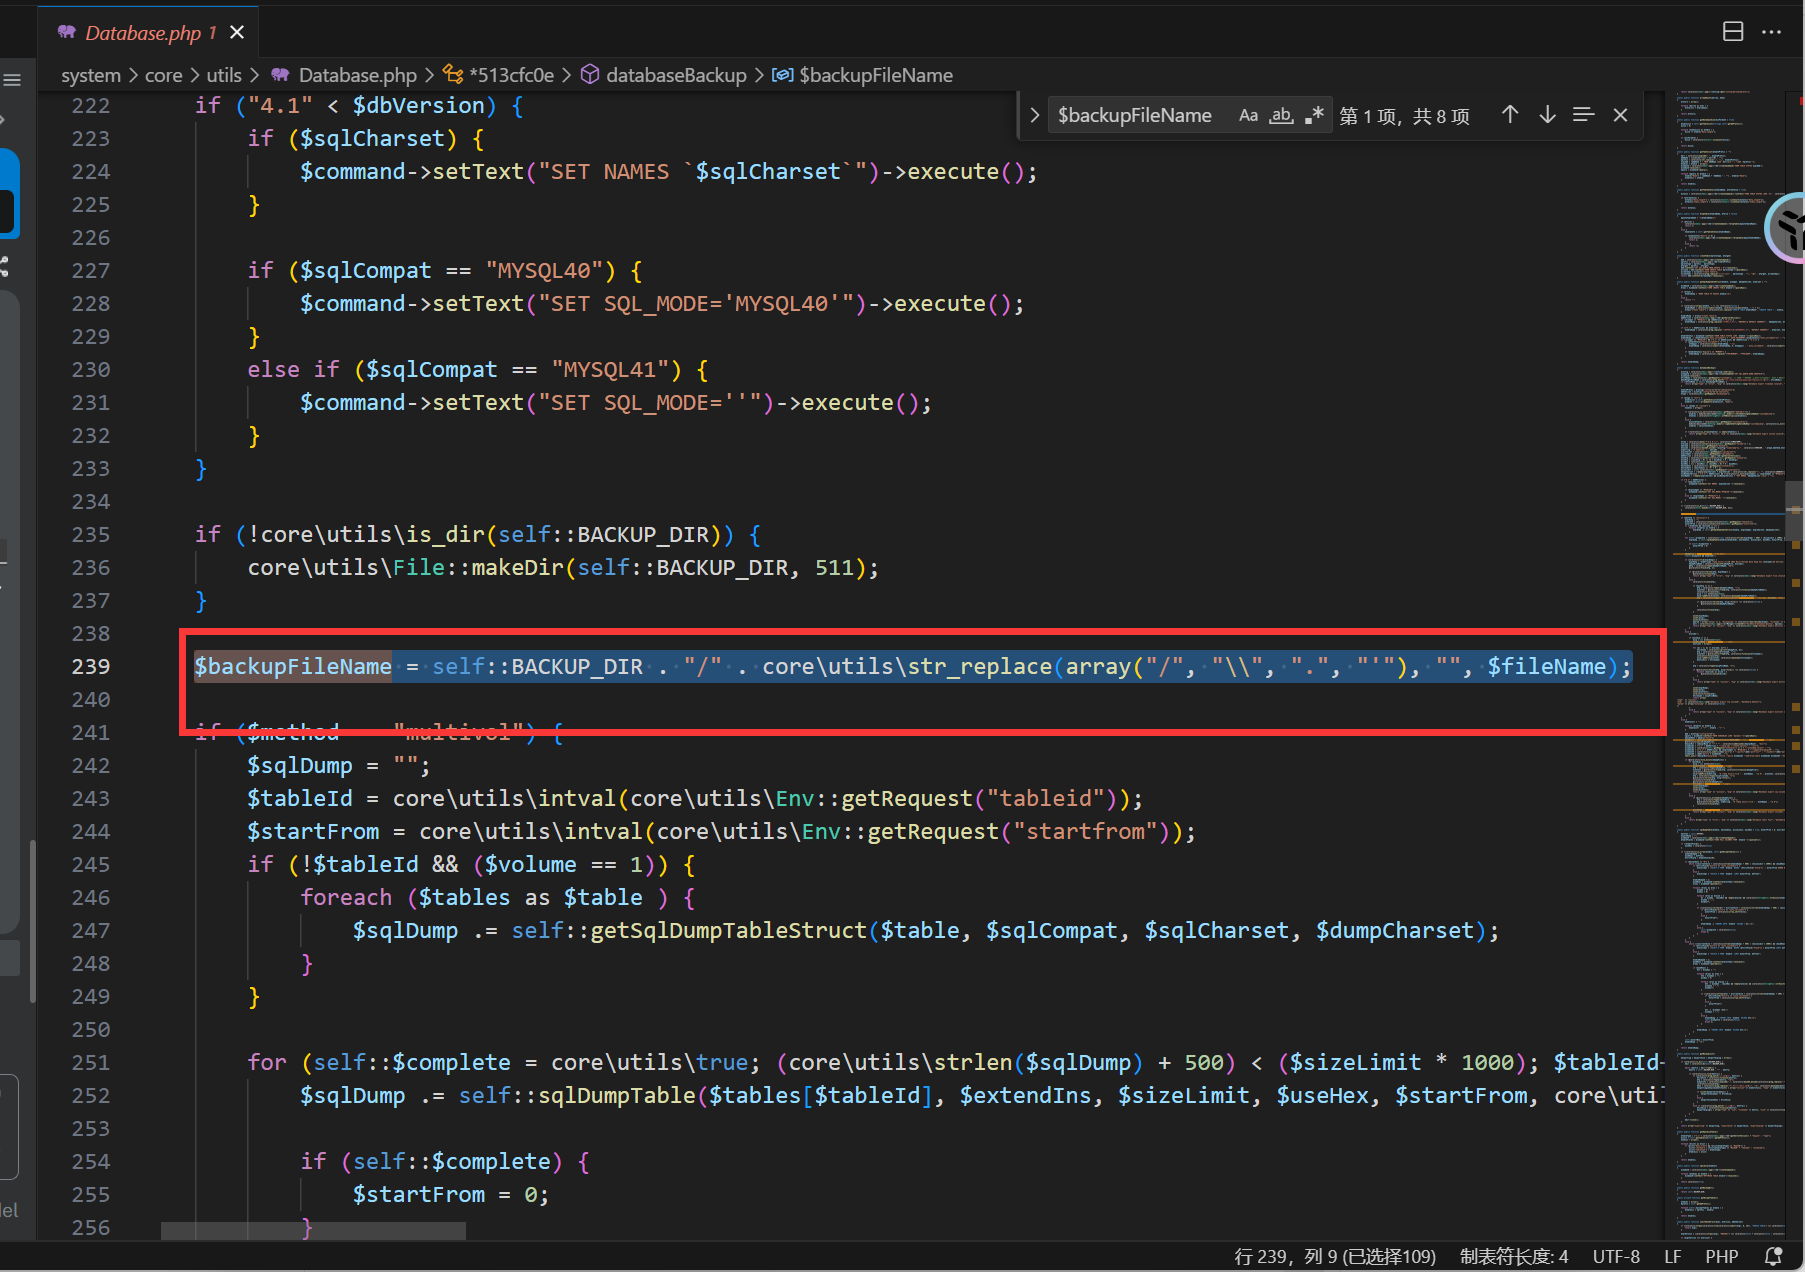 Database.php 1
system > core > utils > Database.php > *513cfc0e > databaseBackup > $backupFileName
$backupFileName Aa ab .* 第 1 项，共 8 项
222 if ("4.1" < $dbVersion) {
223 if ($sqlCharset) {
224 $command->setText("SET NAMES `$sqlCharset`")->execute();
225 }
226
227 if ($sqlCompat == "MYSQL40") {
228 $command->setText("SET SQL_MODE='MYSQL40'")->execute();
229 }
230 else if ($sqlCompat == "MYSQL41") {
231 $command->setText("SET SQL_MODE=''")->execute();
232 }
233 }
234
235 if (!core\utils\is_dir(self::BACKUP_DIR)) {
236 core\utils\File::makeDir(self::BACKUP_DIR, 511);
237 }
238
239 $backupFileName = self::BACKUP_DIR . "/" . core\utils\str_replace(array("/", "\\", ".", "'"), "", $fileName);
240
241 if ($method == "multivol") {
242 $sqlDump = "";
243 $tableId = core\utils\intval(core\utils\Env::getRequest("tableid"));
244 $startFrom = core\utils\intval(core\utils\Env::getRequest("startfrom"));
245 if (!$tableId && ($volume == 1)) {
246 foreach ($tables as $table ) {
247 $sqlDump .= self::getSqlDumpTableStruct($table, $sqlCompat, $sqlCharset, $dumpCharset);
248 }
249 }
250
251 for (self::$complete = core\utils\true; (core\utils\strlen($sqlDump) + 500) < ($sizeLimit * 1000); $tableId
252 $sqlDump .= self::sqlDumpTable($tables[$tableId], $extendIns, $sizeLimit, $useHex, $startFrom, core\util
253
254 if (self::$complete) {
255 $startFrom = 0;
256 }
行 239，列 9 (已选择109) 制表符长度: 4 UTF-8 LF PHP